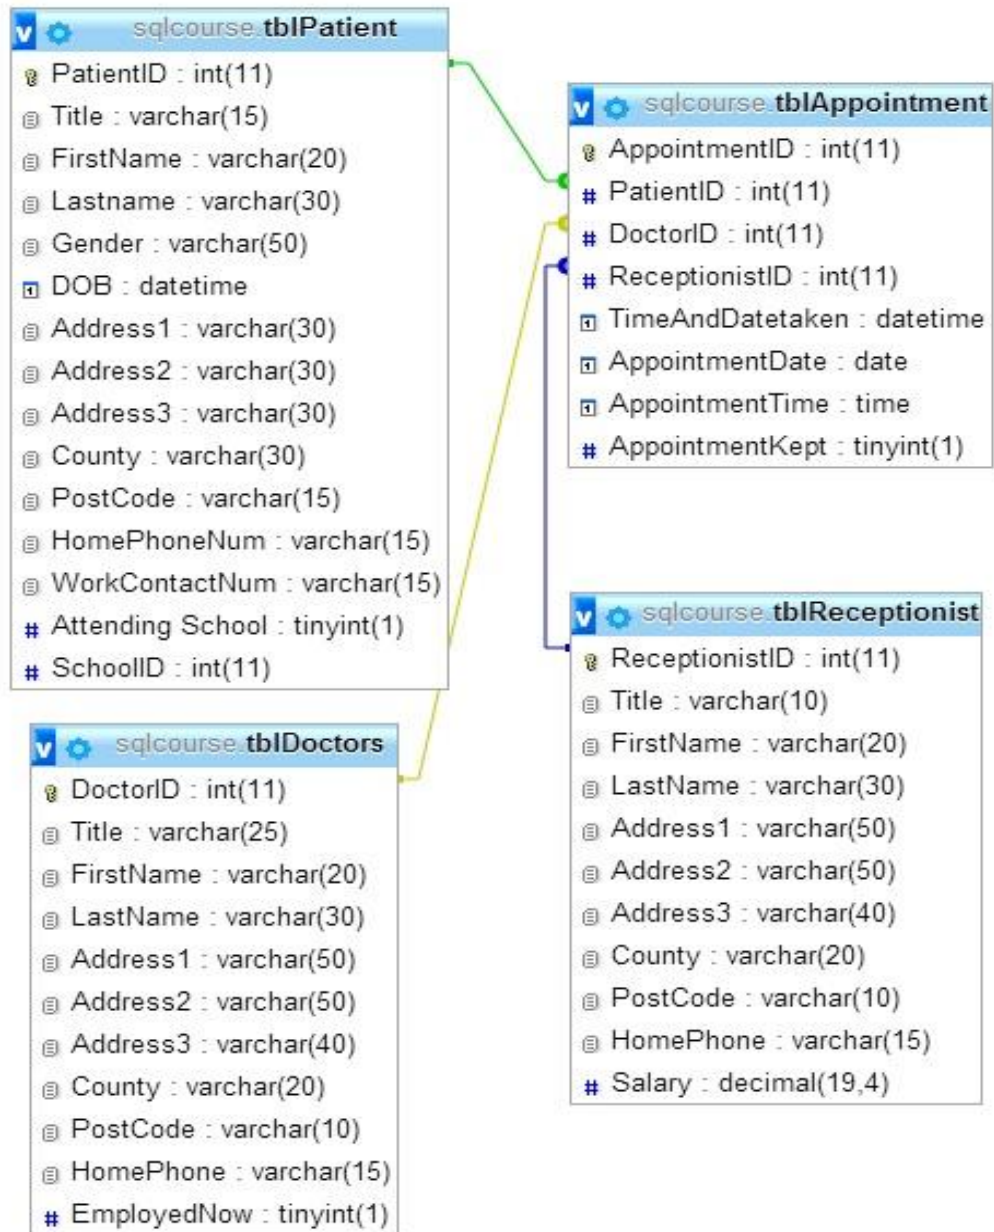 sqlcourse.tblPatient
PatientID : int(11)
Title : varchar(15)
FirstName : varchar(20)
Lastname : varchar(30)
Gender : varchar(50)
DOB : datetime
Address1 : varchar(30)
Address2 : varchar(30)
Address3 : varchar(30)
County : varchar(30)
PostCode : varchar(15)
HomePhoneNum : varchar(15)
WorkContactNum : varchar(15)
# Attending School : tinyint(1)
# SchoolID : int(11)
sqlcourse.tblAppointment
AppointmentID : int(11)
# PatientID : int(11)
# DoctorID : int(11)
# ReceptionistID : int(11)
TimeAndDatetaken : datetime
AppointmentDate : date
AppointmentTime : time
# AppointmentKept : tinyint(1)
sqlcourse.tblDoctors
DoctorID : int(11)
Title : varchar(25)
FirstName : varchar(20)
LastName : varchar(30)
Address1 : varchar(50)
Address2 : varchar(50)
Address3 : varchar(40)
County : varchar(20)
PostCode : varchar(10)
HomePhone : varchar(15)
# EmployedNow : tinyint(1)
sqlcourse.tblReceptionist
ReceptionistID : int(11)
Title : varchar(10)
FirstName : varchar(20)
LastName : varchar(30)
Address1 : varchar(50)
Address2 : varchar(50)
Address3 : varchar(40)
County : varchar(20)
PostCode : varchar(10)
HomePhone : varchar(15)
# Salary : decimal(19,4)